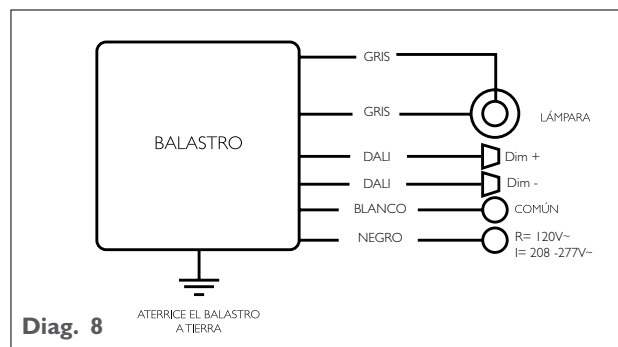 GRIS
GRIS
LÁMPARA
BALASTRO
DALI
Dim +
DALI
Dim -
BLANCO
COMÚN
NEGRO
R= 120V~
I= 208 -277V~
ATERRICE EL BALASTRO
A TIERRA
Diag. 8